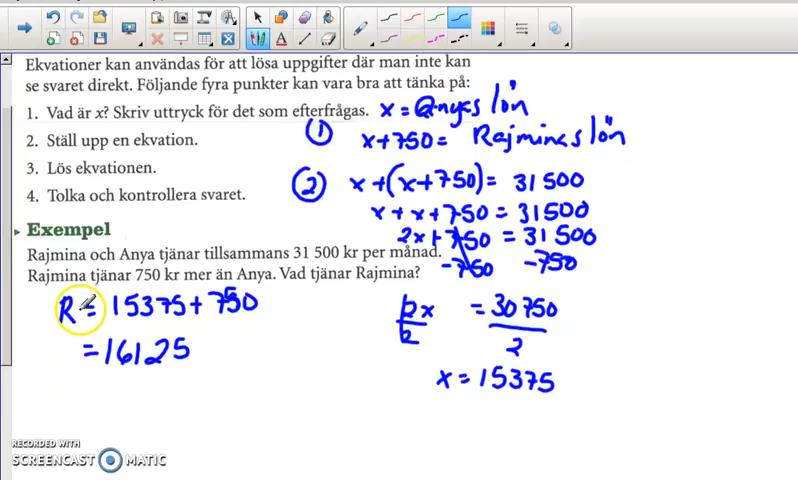 Ekvationer kan användas för att lösa uppgifter där man inte kan
se svaret direkt. Följande fyra punkter kan vara bra att tänka på:
1. Vad är x? Skriv uttryck för det som efterfrågas.
x = Anyas lön
① x+750= Rajminas lön
2. Ställ upp en ekvation.
② x+(x+750)= 31 500
3. Lös ekvationen.
x + x + 750 = 31500
4. Tolka och kontrollera svaret.
2x + 750 = 31 500
-750 -750
Exempel
Rajmina och Anya tjänar tillsammans 31 500 kr per månad.
Rajmina tjänar 750 kr mer än Anya. Vad tjänar Rajmina?
R = 15375 + 750
= 16125
2x = 30750
2 2
x = 15375
RECORDED WITH
SCREENCAST MATIC